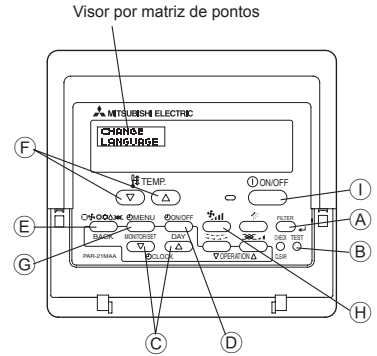 Visor por matriz de pontos
MITSUBISHI ELECTRIC
CHANGE
LANGUAGE
F
TEMP.
ON/OFF
I
MENU
ON/OFF
FILTER
A
E
BACK
MONITOR/SET
DAY
CHECK
TEST
B
G
PAR-21MAA
CLOCK
OPERATION
CLEAR
H
C
D